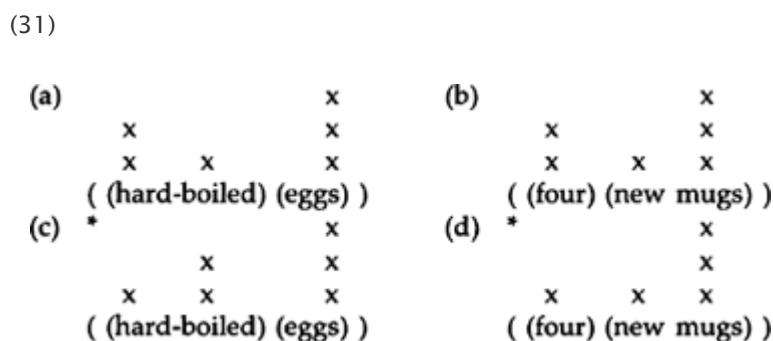 (31)
(a) x (b) x
x x x x
x x x x x x
( (hard-boiled) (eggs) ) ( (four) (new mugs) )
(c) * x (d) * x
x x x
x x x x x x
( (hard-boiled) (eggs) ) ( (four) (new mugs) )